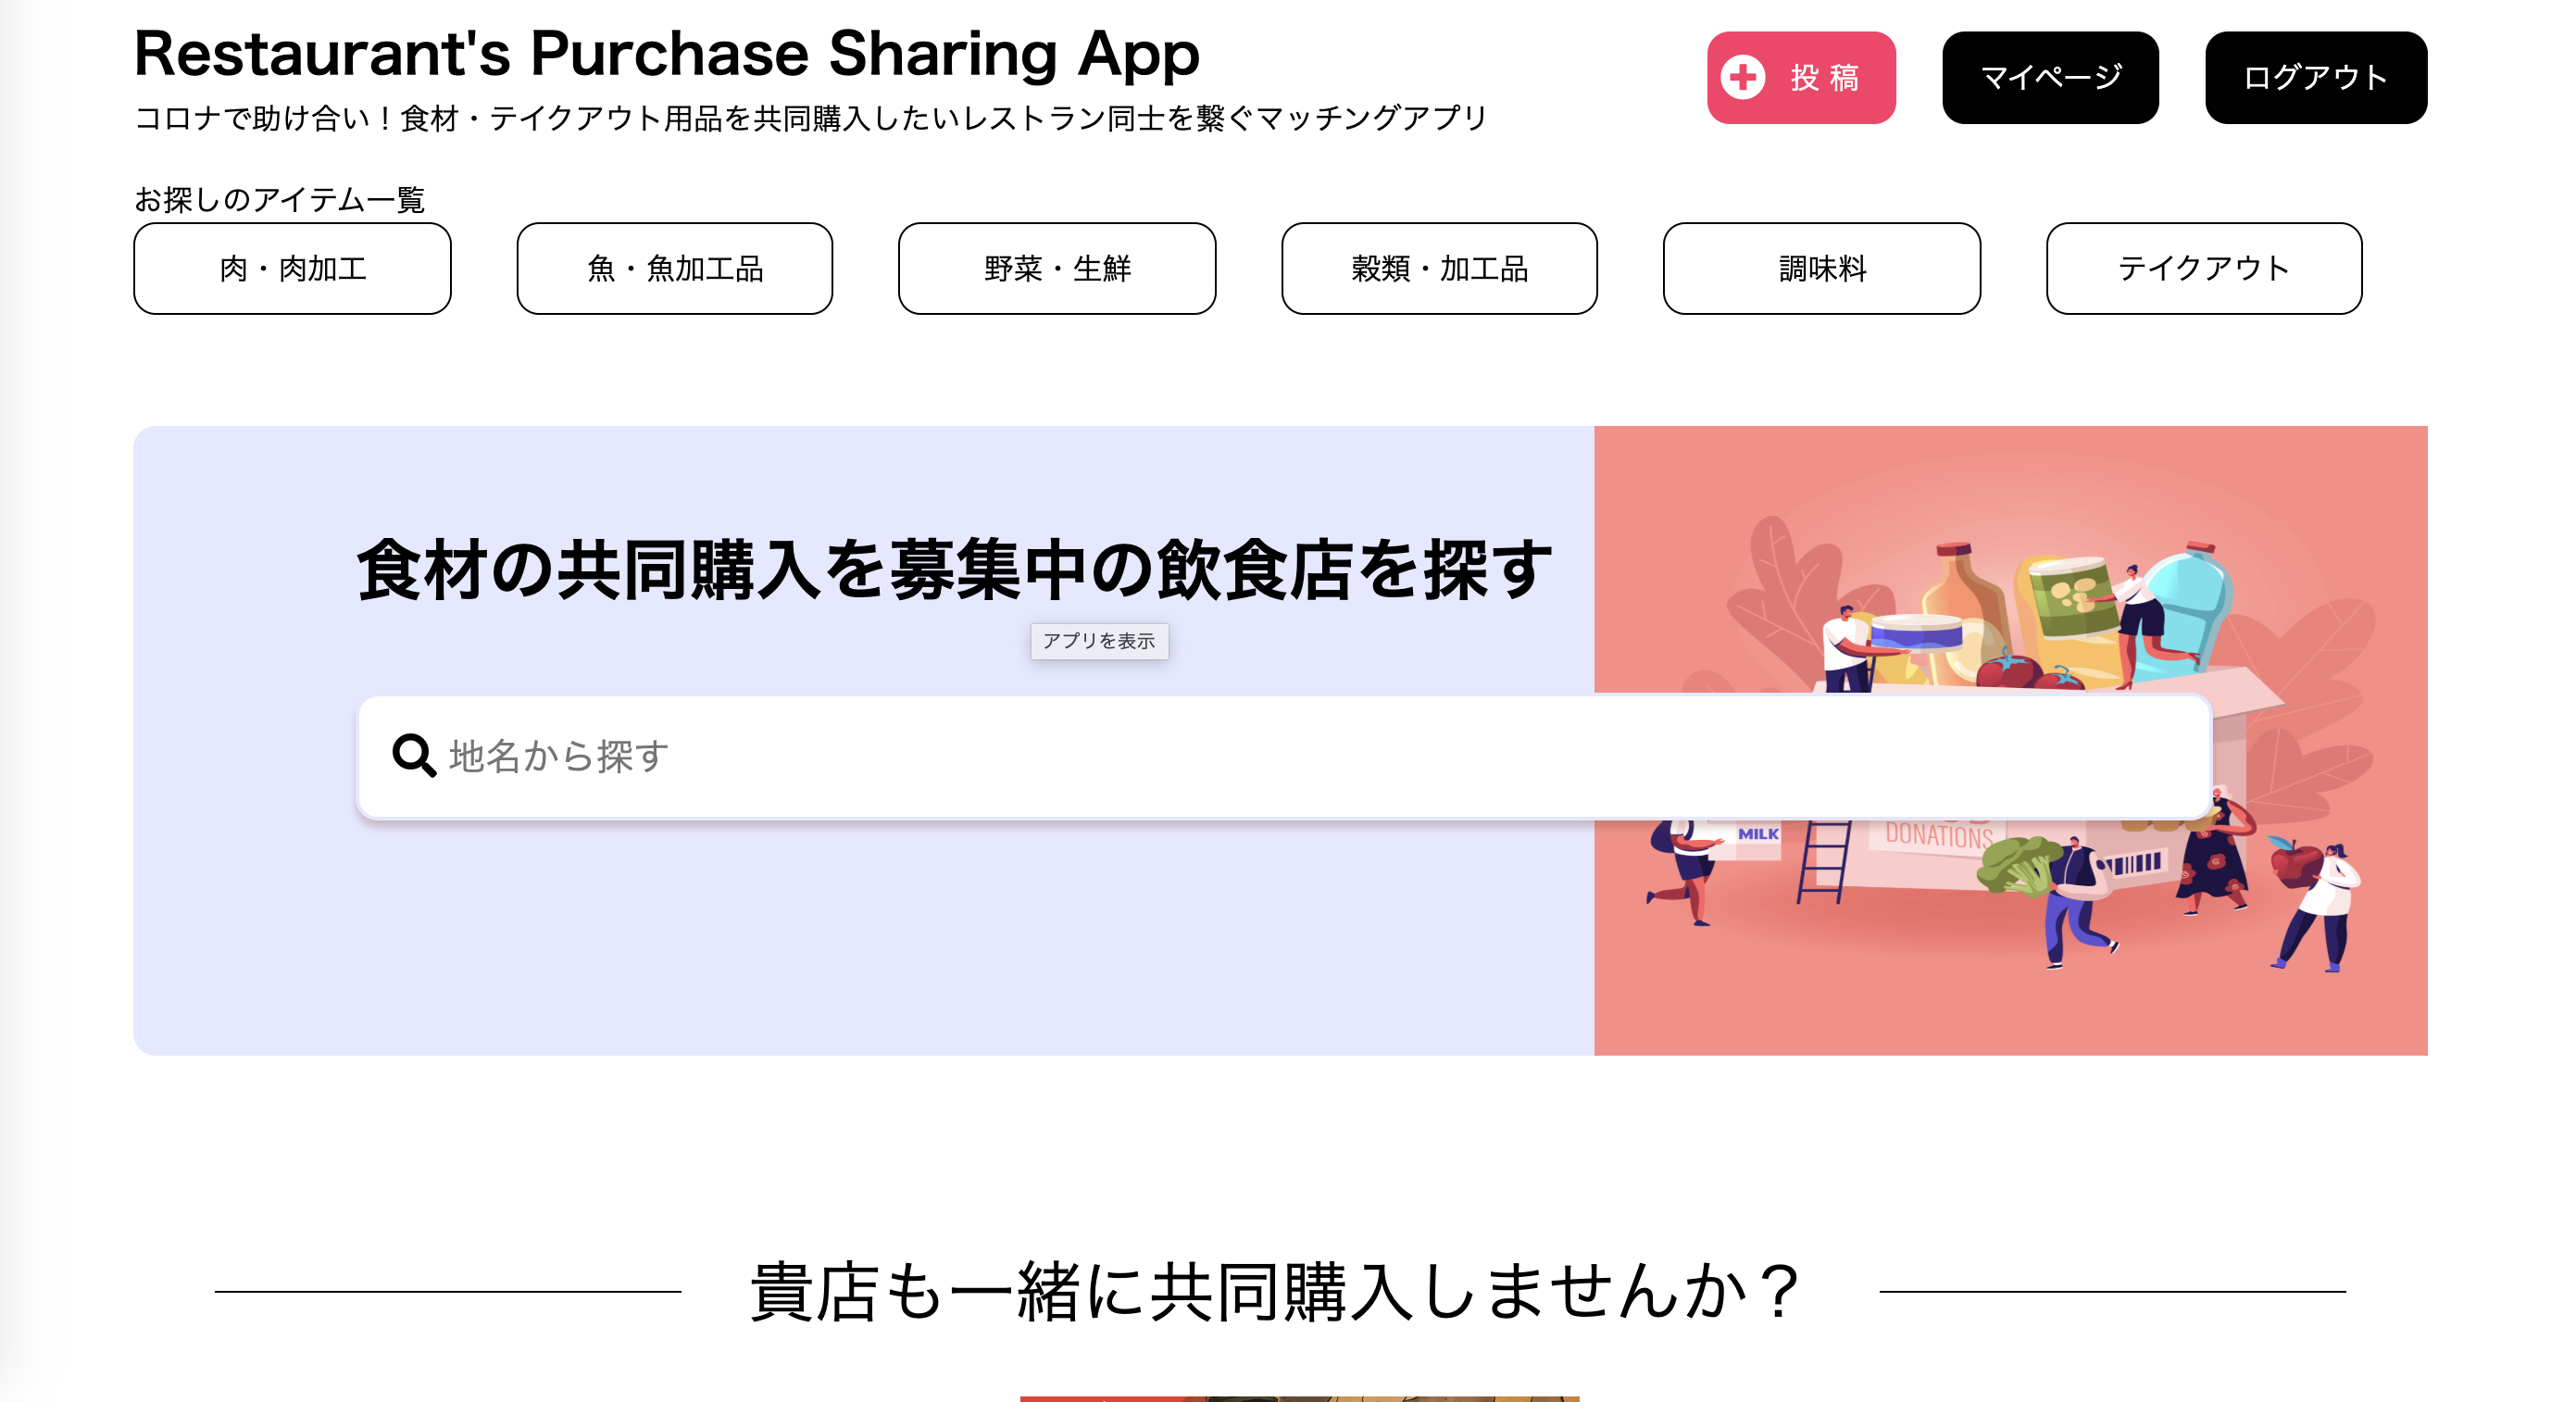 Restaurant's Purchase Sharing App
コロナで助け合い！食材・テイクアウト用品を共同購入したいレストラン同士を繋ぐマッチングアプリ
投 稿
マイページ
ログアウト
お探しのアイテム一覧
肉・肉加工
魚・魚加工品
野菜・生鮮
穀類・加工品
調味料
テイクアウト
食材の共同購入を募集中の飲食店を探す
アプリを表示
地名から探す
MILK
DONATIONS
貴店も一緒に共同購入しませんか？